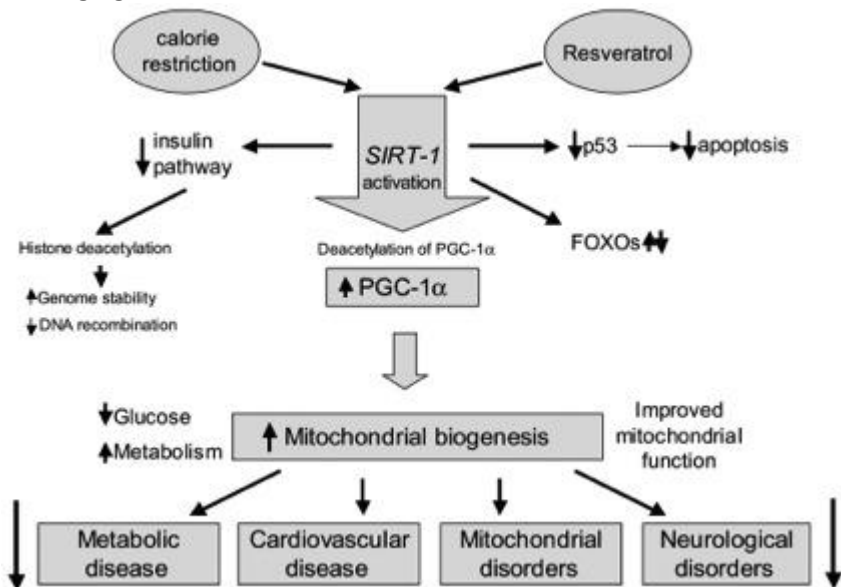 calorie
restriction
Resveratrol
insulin
pathway
SIRT-1
activation
p53
apoptosis
FOXOs
Histone deacetylation
Genome stability
DNA recombination
Deacetylation of PGC-1α
PGC-1α
Glucose
Metabolism
Mitochondrial biogenesis
Improved
mitochondrial
function
Metabolic
disease
Cardiovascular
disease
Mitochondrial
disorders
Neurological
disorders